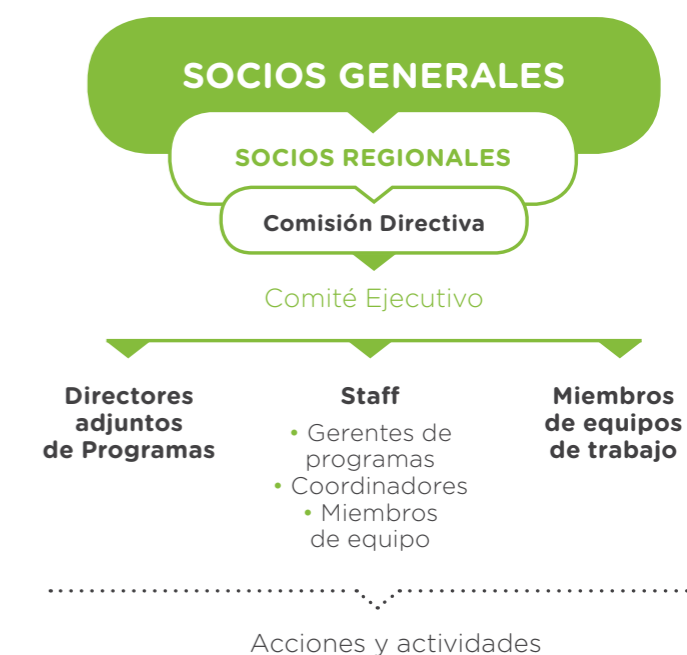 SOCIOS GENERALES
SOCIOS REGIONALES
Comisión Directiva
Comité Ejecutivo
Directores
adjuntos
de Programas
Staff
• Gerentes de
programas
• Coordinadores
• Miembros
de equipo
Miembros
de equipos
de trabajo
Acciones y actividades